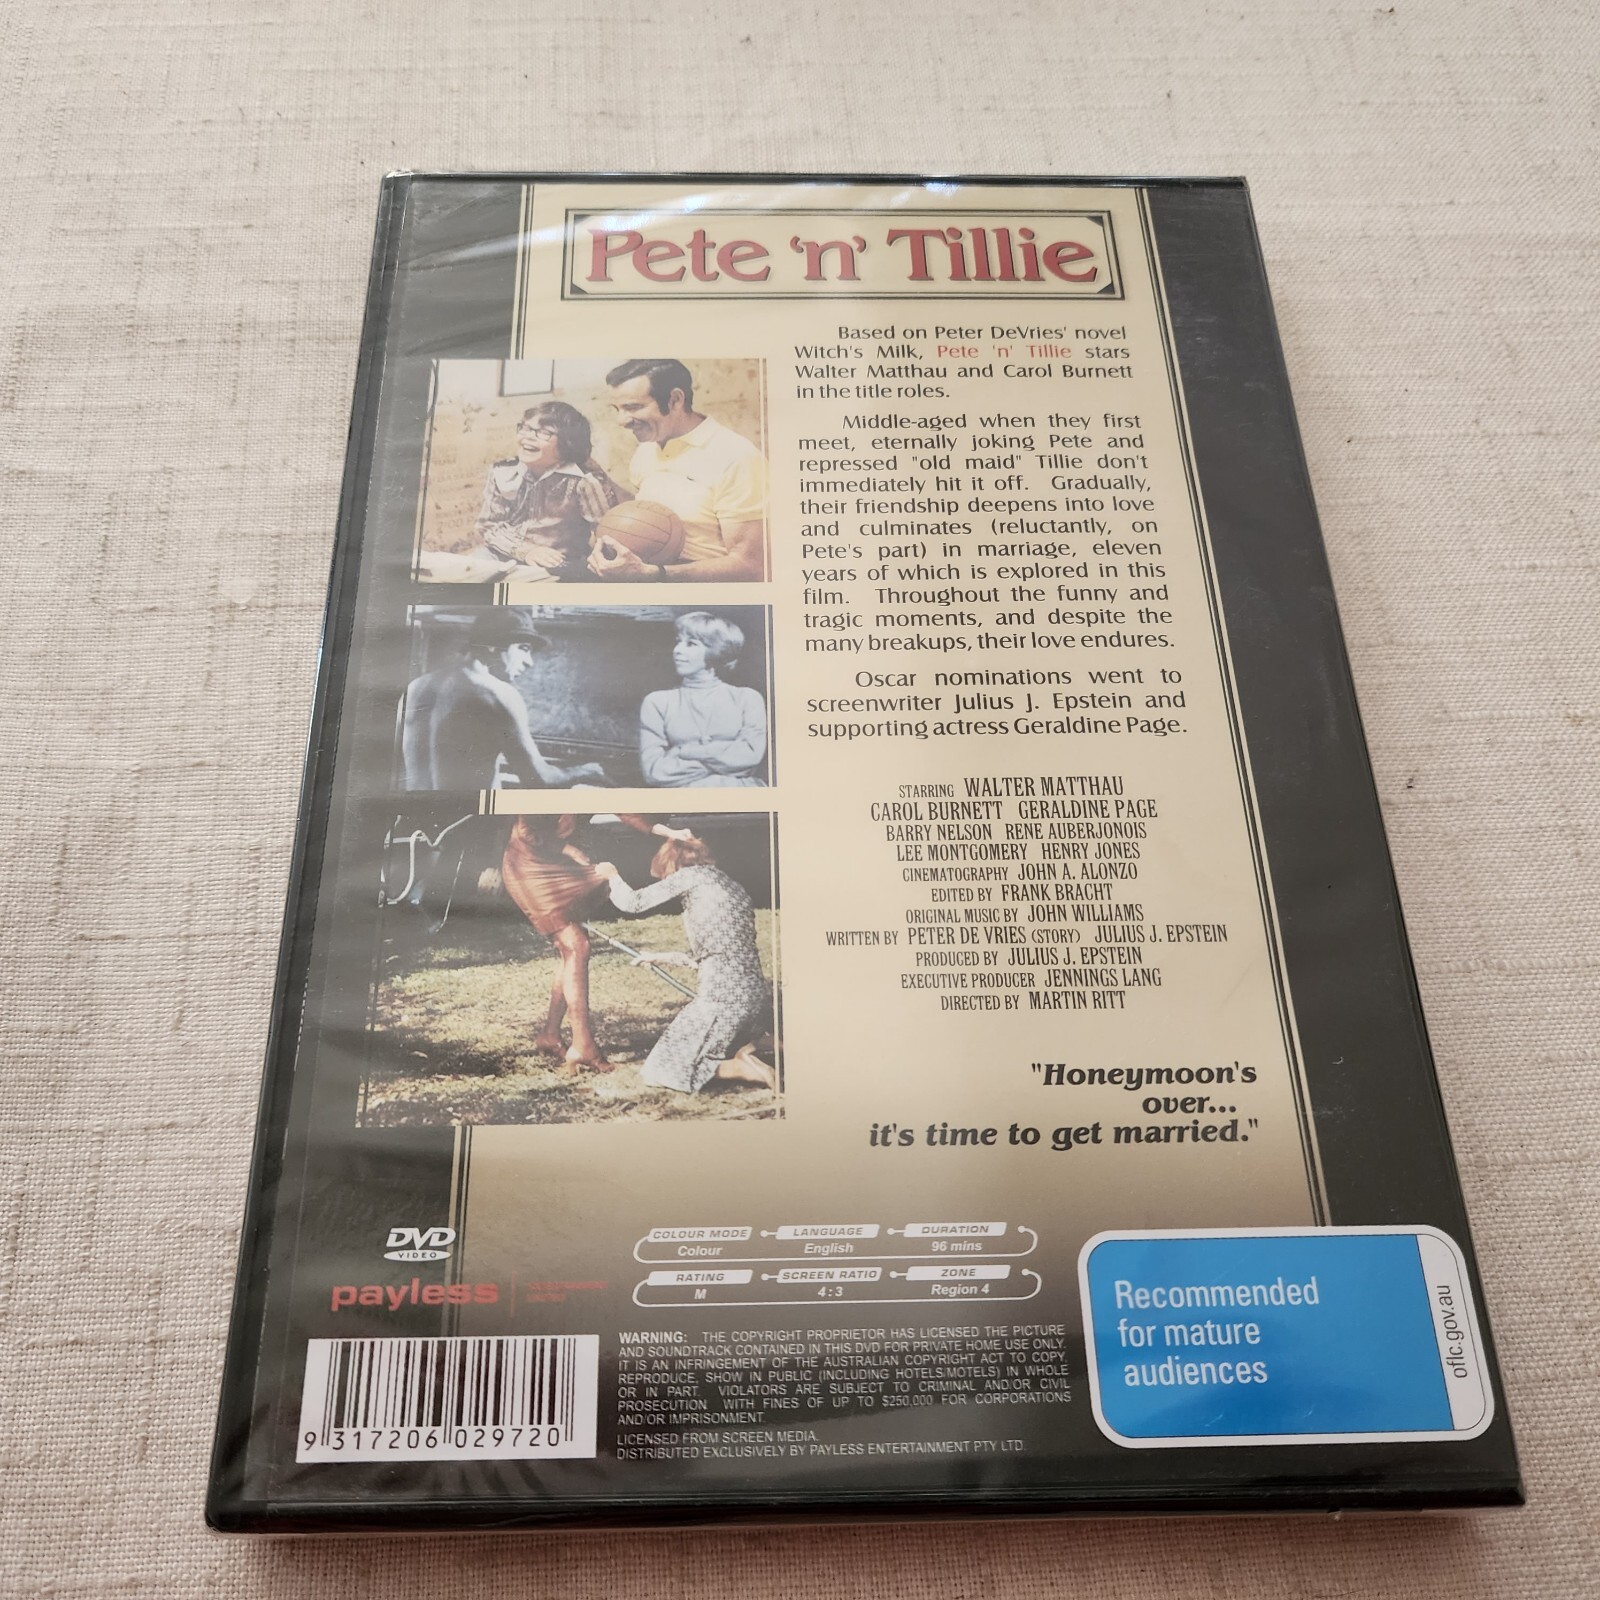 Pete 'n' Tillie
Based on Peter DeVries' novel
Witch's Milk, Pete 'n' Tillie stars
Walter Matthau and Carol Burnett
in the title roles.
Middle-aged when they first
meet, eternally joking Pete and
repressed "old maid" Tillie don't
immediately hit it off. Gradually,
their friendship deepens into love
and culminates (reluctantly, on
Pete's part) in marriage, eleven
years of which is explored in this
film. Throughout the funny and
tragic moments, and despite the
many breakups, their love endures.
Oscar nominations went to
screenwriter Julius J. Epstein and
supporting actress Geraldine Page.
STARRING WALTER MATTHAU
CAROL BURNETT GERALDINE PAGE
BARRY NELSON RENE AUBERJONOIS
LEE MONTGOMERY HENRY JONES
CINEMATOGRAPHY JOHN A. ALONZO
EDITED BY FRANK BRACHT
ORIGINAL MUSIC BY JOHN WILLIAMS
WRITTEN BY PETER DE VRIES (STORY) JULIUS J. EPSTEIN
PRODUCED BY JULIUS J. EPSTEIN
EXECUTIVE PRODUCER JENNINGS LANG
DIRECTED BY MARTIN RITT
"Honeymoon's
over...
it's time to get married."
DVD
VIDEO
payless
COLOUR MODE LANGUAGE DURATION
Colour English 96 mins
RATING SCREEN RATIO ZONE
M 4:3 Region 4
WARNING: THE COPYRIGHT PROPRIETOR HAS LICENSED THE PICTURE
AND SOUNDTRACK CONTAINED IN THIS DVD FOR PRIVATE HOME USE ONLY.
IT IS AN INFRINGEMENT OF THE AUSTRALIAN COPYRIGHT ACT TO COPY,
REPRODUCE, SHOW IN PUBLIC (INCLUDING HOTELS/MOTELS) IN WHOLE
OR IN PART. VIOLATORS ARE SUBJECT TO CRIMINAL AND/OR CIVIL
PROSECUTION WITH FINES OF UP TO $250,000 FOR CORPORATIONS
AND/OR IMPRISONMENT.
LICENSED FROM SCREEN MEDIA.
DISTRIBUTED EXCLUSIVELY BY PAYLESS ENTERTAINMENT PTY LTD.
9 317206 029720
Recommended
for mature
audiences
oflc.gov.au